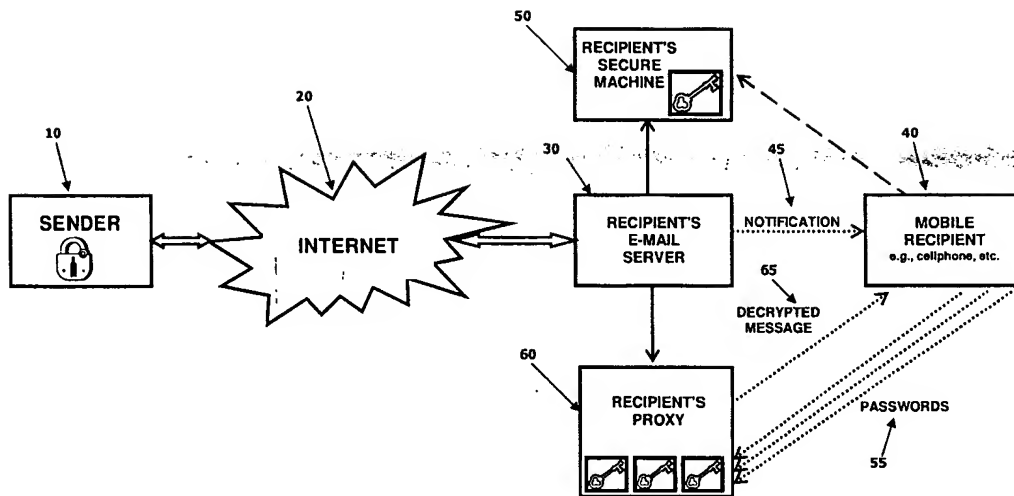 50
RECIPIENT'S
SECURE
MACHINE
10
20
30
45
40
SENDER
INTERNET
RECIPIENT'S
E-MAIL
SERVER
NOTIFICATION
MOBILE
RECIPIENT
e.g., cellphone, etc.
65
DECRYPTED
MESSAGE
60
RECIPIENT'S
PROXY
PASSWORDS
55